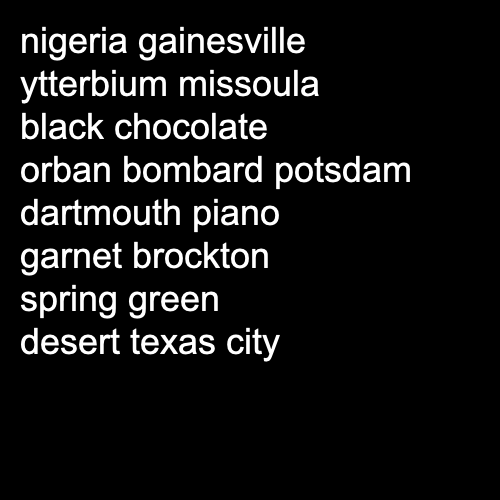 nigeria gainesville
ytterbium missoula
black chocolate
orban bombard potsdam
dartmouth piano
garnet brockton
spring green
desert texas city